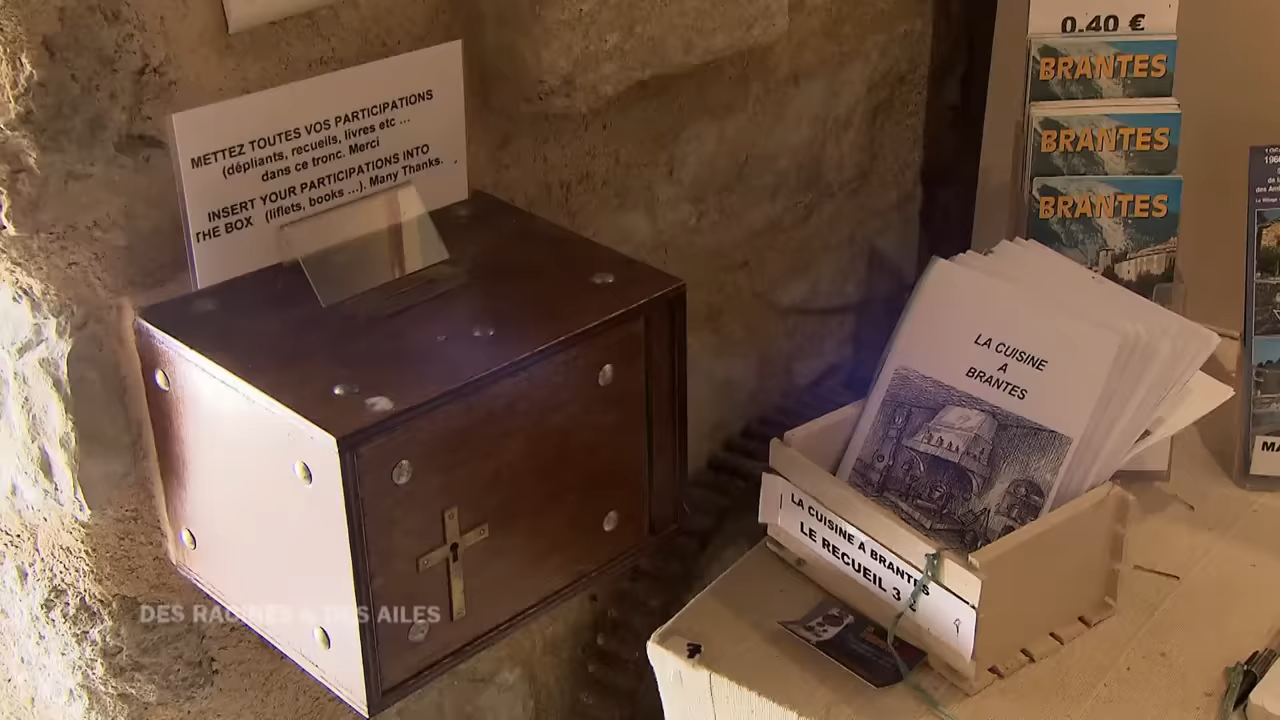 METTEZ TOUTES VOS PARTICIPATIONS
(dépliants, recueils, livres etc ...
dans ce tronc. Merci
INSERT YOUR PARTICIPATIONS INTO
THE BOX (liflets, books ...). Many Thanks.
0.40 €
BRANTES
BRANTES
BRANTES
LA CUISINE
A
BRANTES
LA CUISINE A BRANTES
LE RECUEIL 3 €
MA
DES RACINES & DES AILES